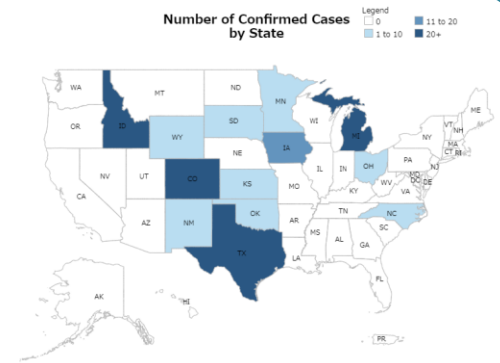 Number of Confirmed Cases
by State
Legend
0
1 to 10
11 to 20
20+
WA
MT
ND
MN
OR
ID
WY
SD
WI
MI
NY
VT
NH
ME
MA
CT RI
NV
UT
CO
NE
IA
IL
IN
OH
PA
NJ
MD
DC DE
CA
KS
MO
KY
WV
VA
AZ
NM
OK
AR
TN
NC
SC
TX
LA
MS
AL
GA
FL
AK
HI
PR